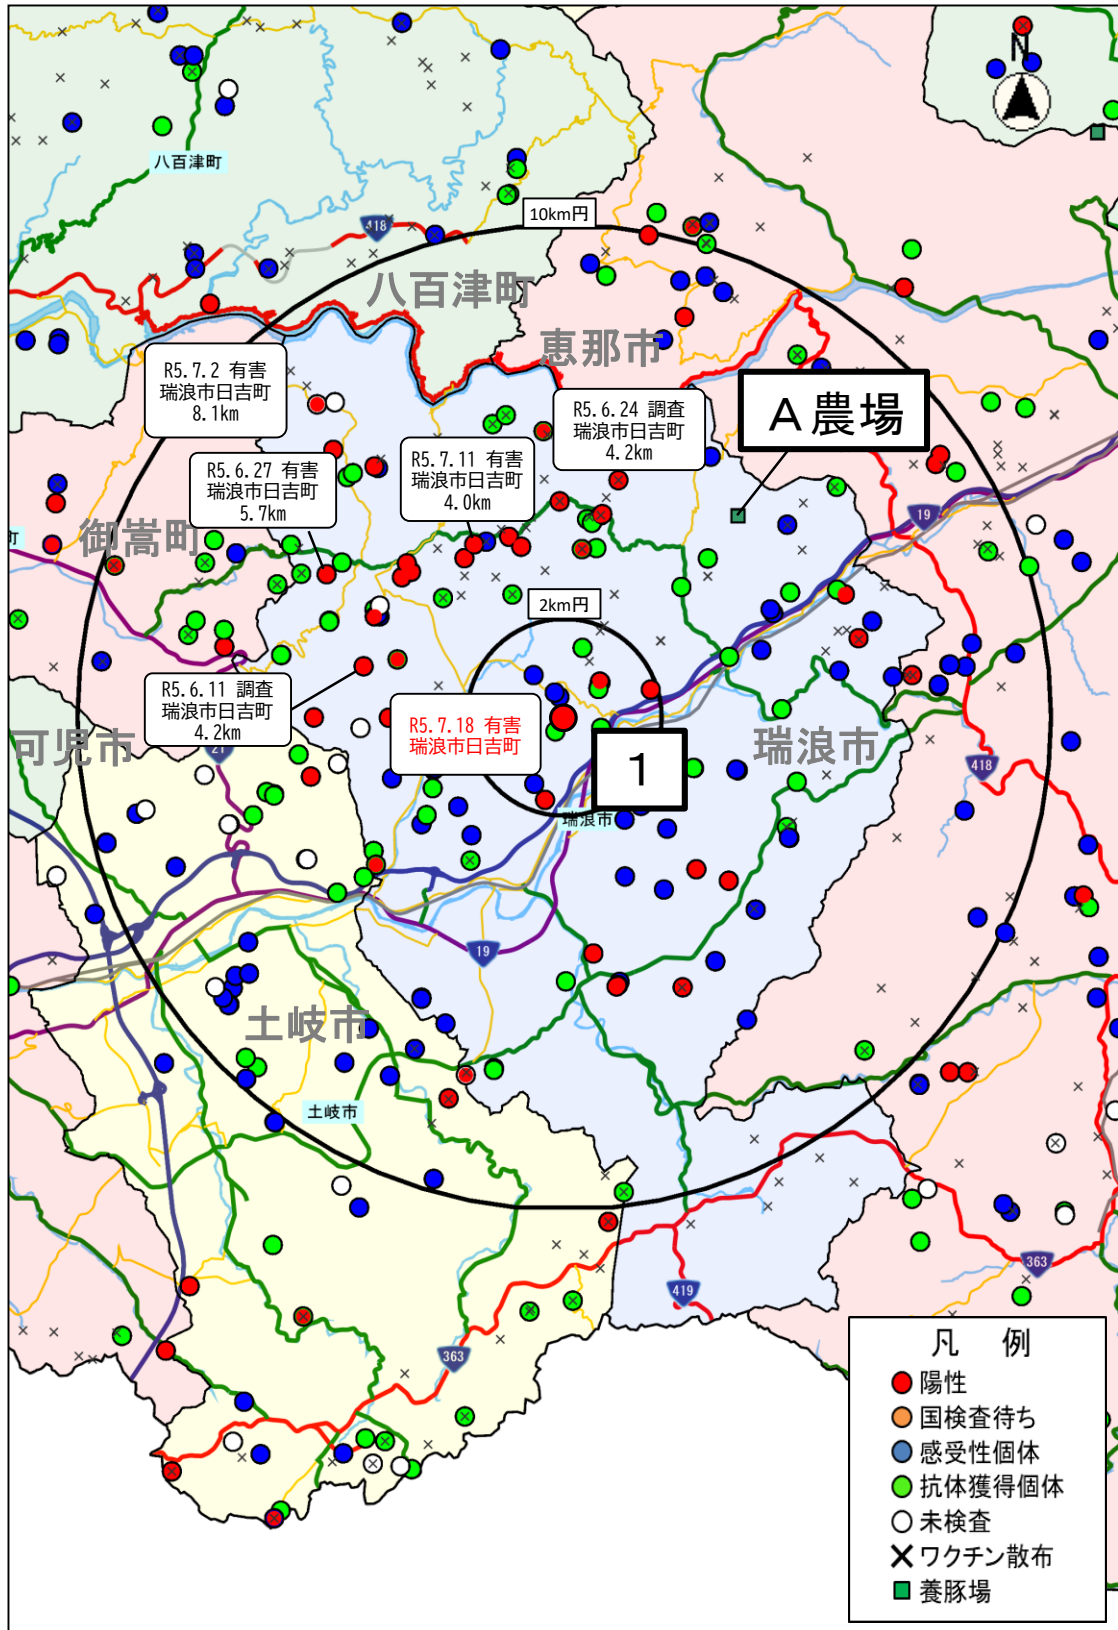 N
八百津町
418
10km円
八百津町
恵那市
R5.7.2 有害
瑞浪市日吉町
8.1km
R5.6.24 調査
瑞浪市日吉町
4.2km
A農場
R5.7.11 有害
瑞浪市日吉町
4.0km
R5.6.27 有害
瑞浪市日吉町
5.7km
19
町
御嵩町
2km円
R5.6.11 調査
瑞浪市日吉町
4.2km
R5.7.18 有害
瑞浪市日吉町
可児市
21
1
瑞浪市
418
瑞浪市
19
土岐市
土岐市
363
419
363
凡 例
陽性
国検査待ち
感受性個体
抗体獲得個体
未検査
ワクチン散布
養豚場